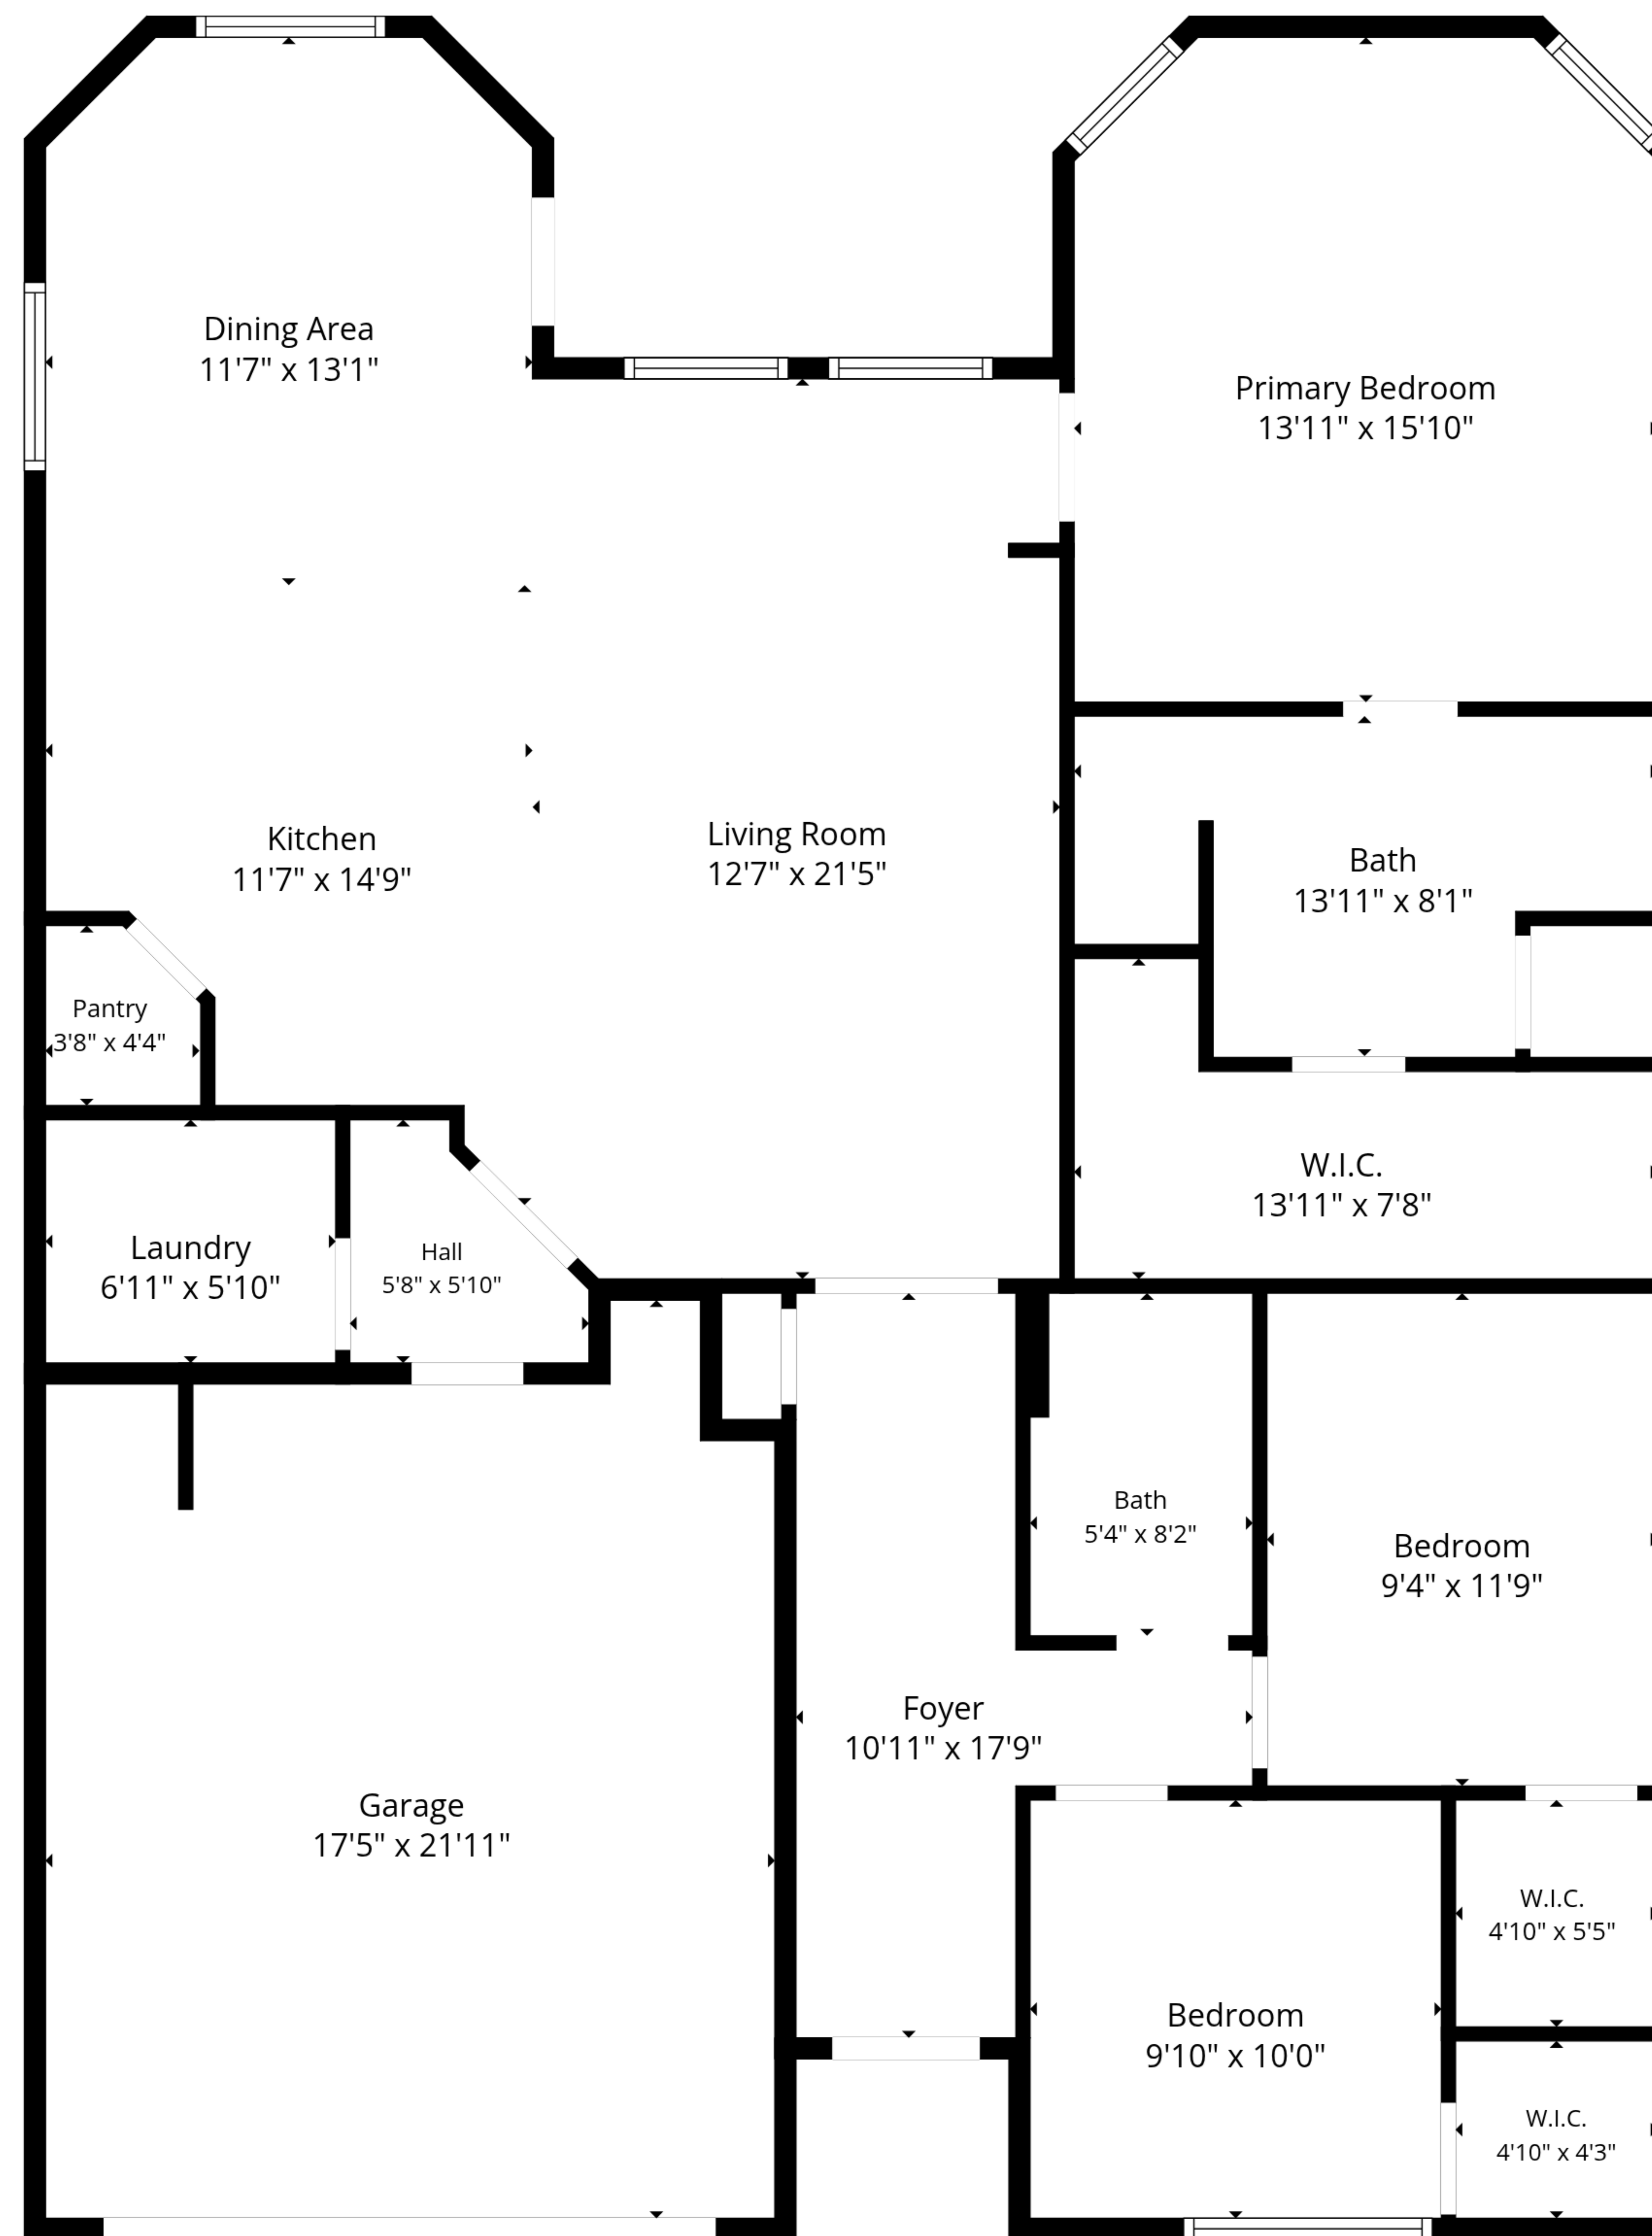 Dining Area
11'7" x 13'1"
Primary Bedroom
13'11" x 15'10"
Kitchen
11'7" x 14'9"
Living Room
12'7" x 21'5"
Bath
13'11" x 8'1"
Pantry
3'8" x 4'4"
W.I.C.
13'11" x 7'8"
Laundry
6'11" x 5'10"
Hall
5'8" x 5'10"
Bath
5'4" x 8'2"
Bedroom
9'4" x 11'9"
Foyer
10'11" x 17'9"
Garage
17'5" x 21'11"
W.I.C.
4'10" x 5'5"
Bedroom
9'10" x 10'0"
W.I.C.
4'10" x 4'3"